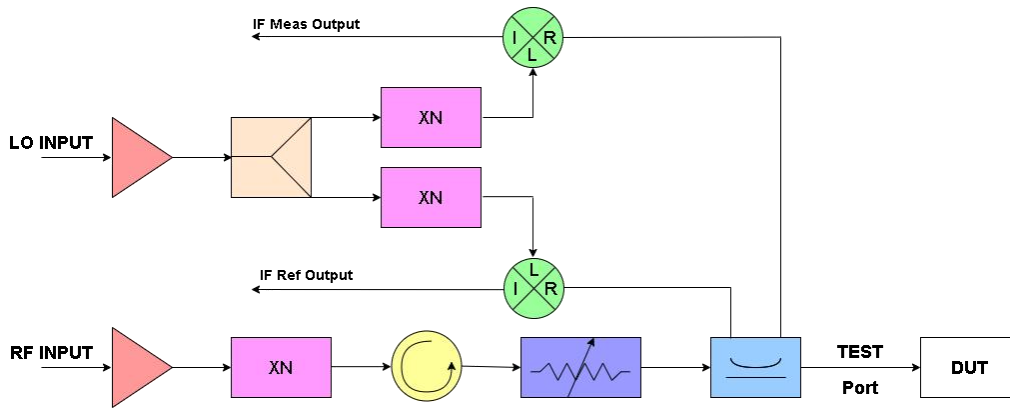 IF Meas Output
I R
L
LO INPUT
XN
XN
IF Ref Output
L
I R
RF INPUT
XN
TEST
Port
DUT